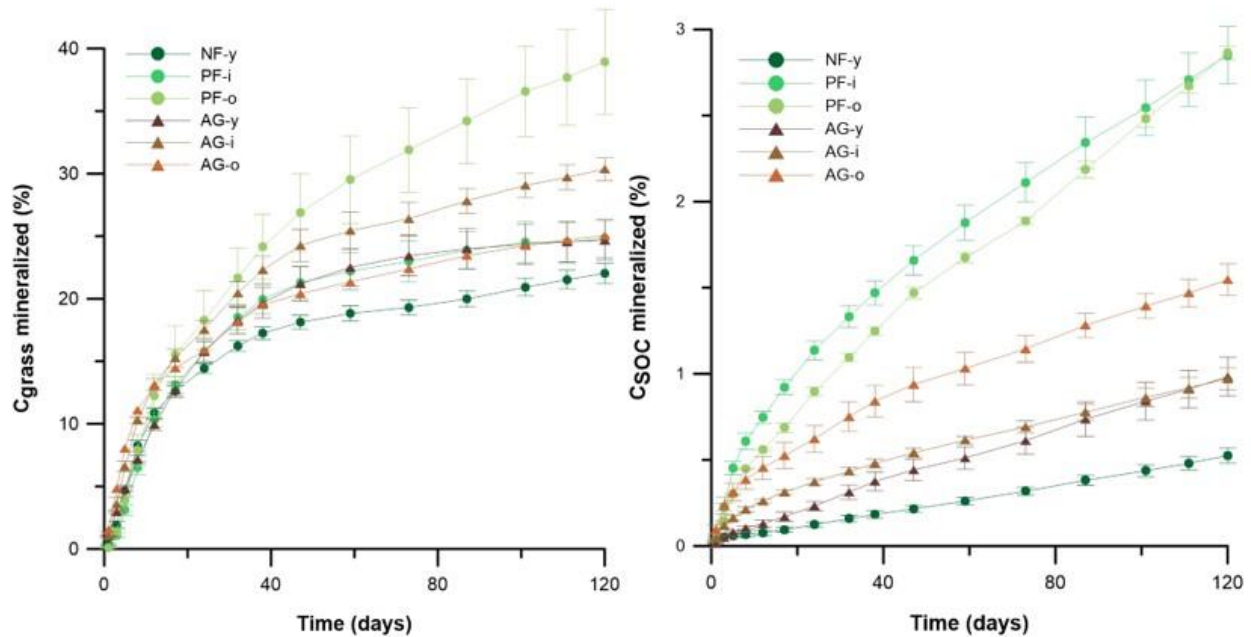 40
30
20
10
0
Cgrass mineralized (%)
NF-y
PF-i
PF-o
AG-y
AG-i
AG-o
0
40
80
120
Time (days)
3
2
1
0
CSOC mineralized (%)
NF-y
PF-i
PF-o
AG-y
AG-i
AG-o
0
40
80
120
Time (days)